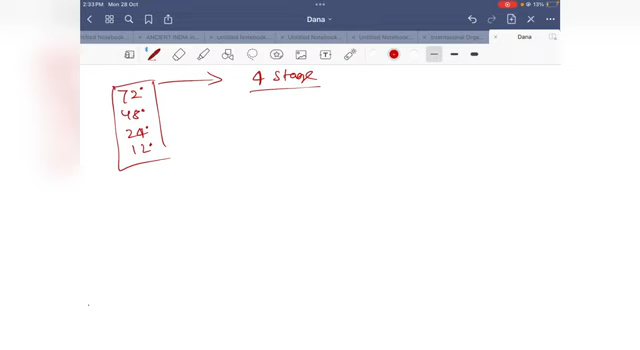 2:33 PM Mon 28 Oct
13%
Dana
Untitled Notebook
ANCIENT INDIA in
Untitled Notebook
Untitled Notebook
Untitled Notebook
International Orga
Dana
72°
4 stage
48°
24°
12°